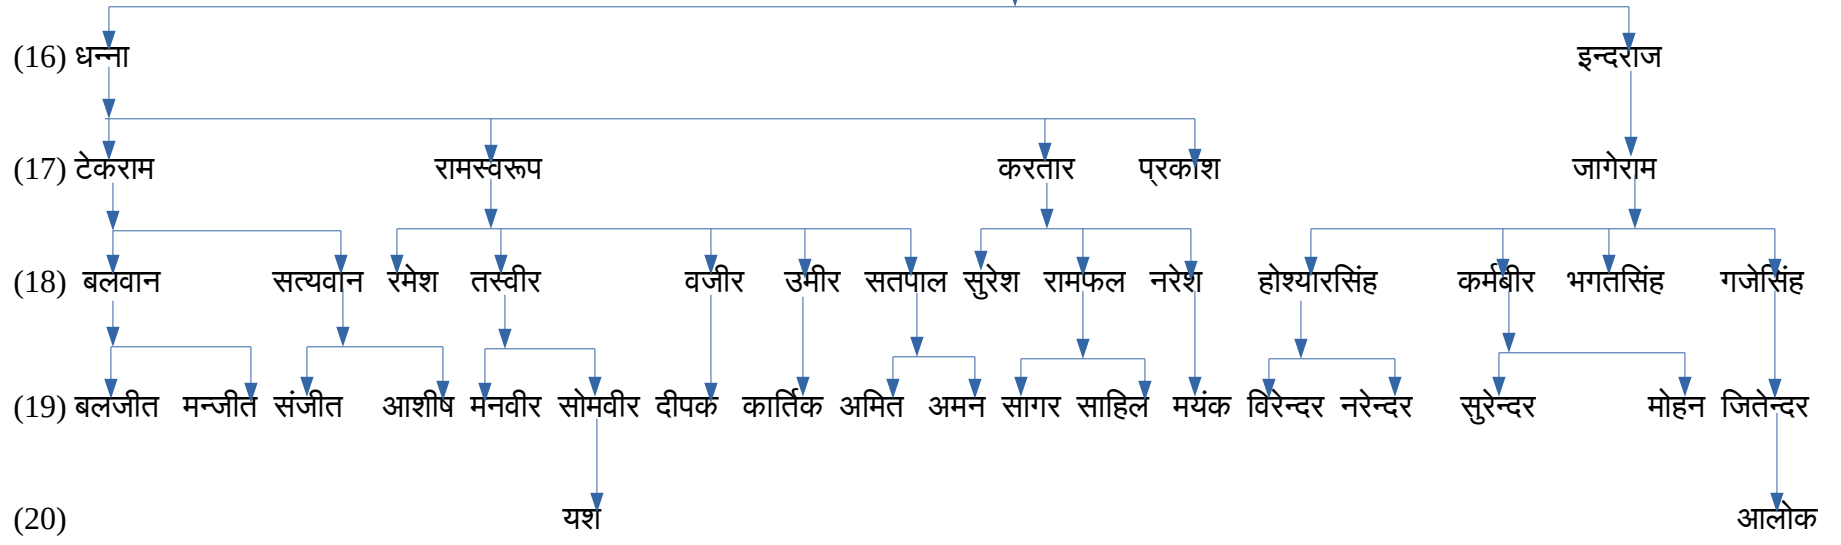 (16) धन्ना इन्दराज
(17) टेकराम रामस्वरूप करतार प्रकाश जागेराम
(18) बलवान सत्यवान रमेश तस्वीर वजीर उमीर सतपाल सुरेश रामफल नरेश होश्यारसिंह कर्मबीर भगतसिंह गजेसिंह
(19) बलजीत मन्जीत संजीत आशीष मनवीर सोमवीर दीपक कार्तिक अमित अमन सागर साहिल मयंक विरेन्दर नरेन्दर सुरेन्दर मोहन जितेन्दर
(20) यश आलोक